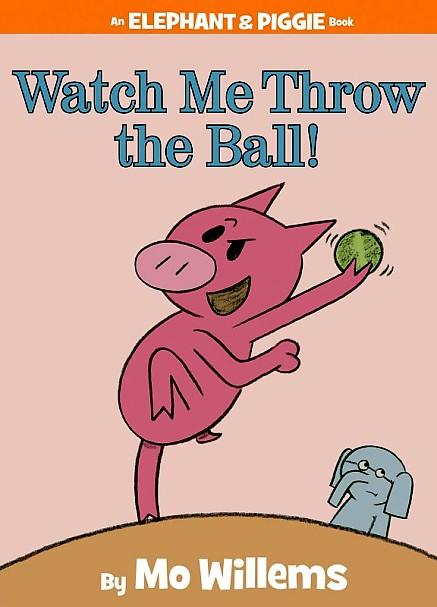 An ELEPHANT & PIGGIE Book
Watch Me Throw
the Ball!
By Mo Willems